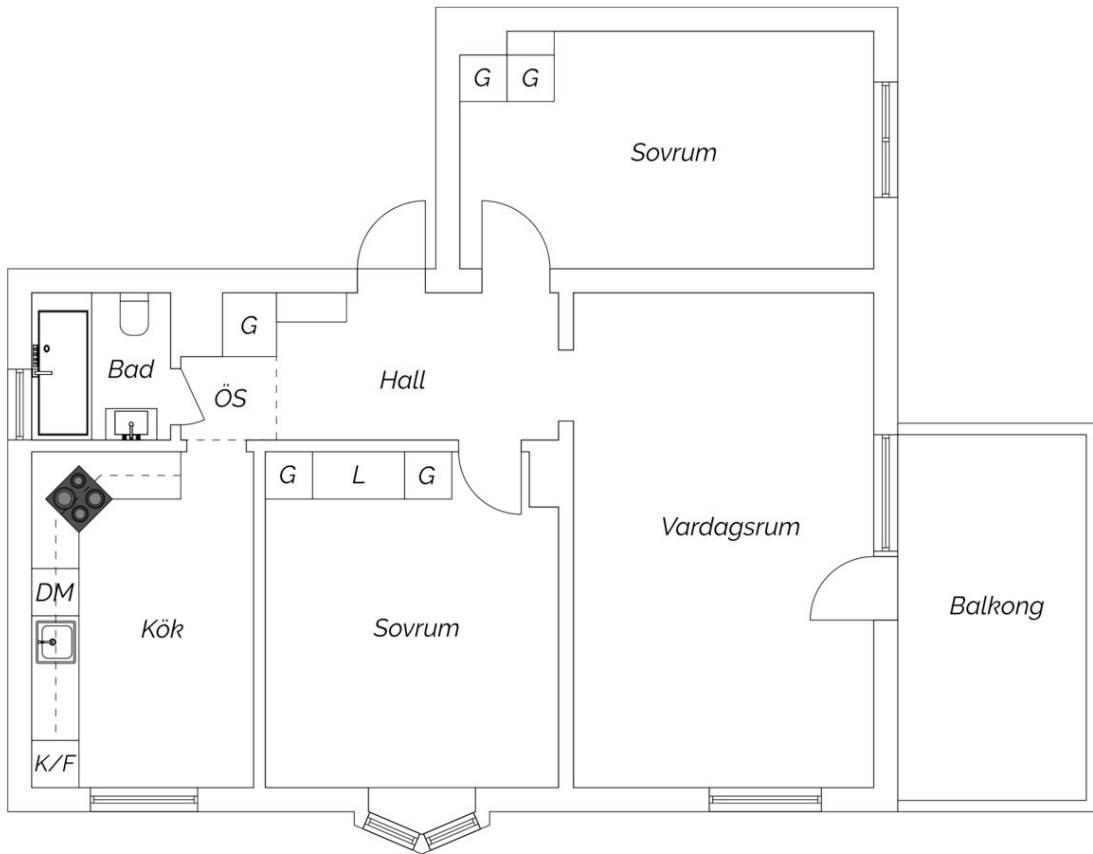 G G
Sovrum
G
Bad
ÖS
Hall
G L G
Vardagsrum
DM
Kök
Sovrum
Balkong
K/F